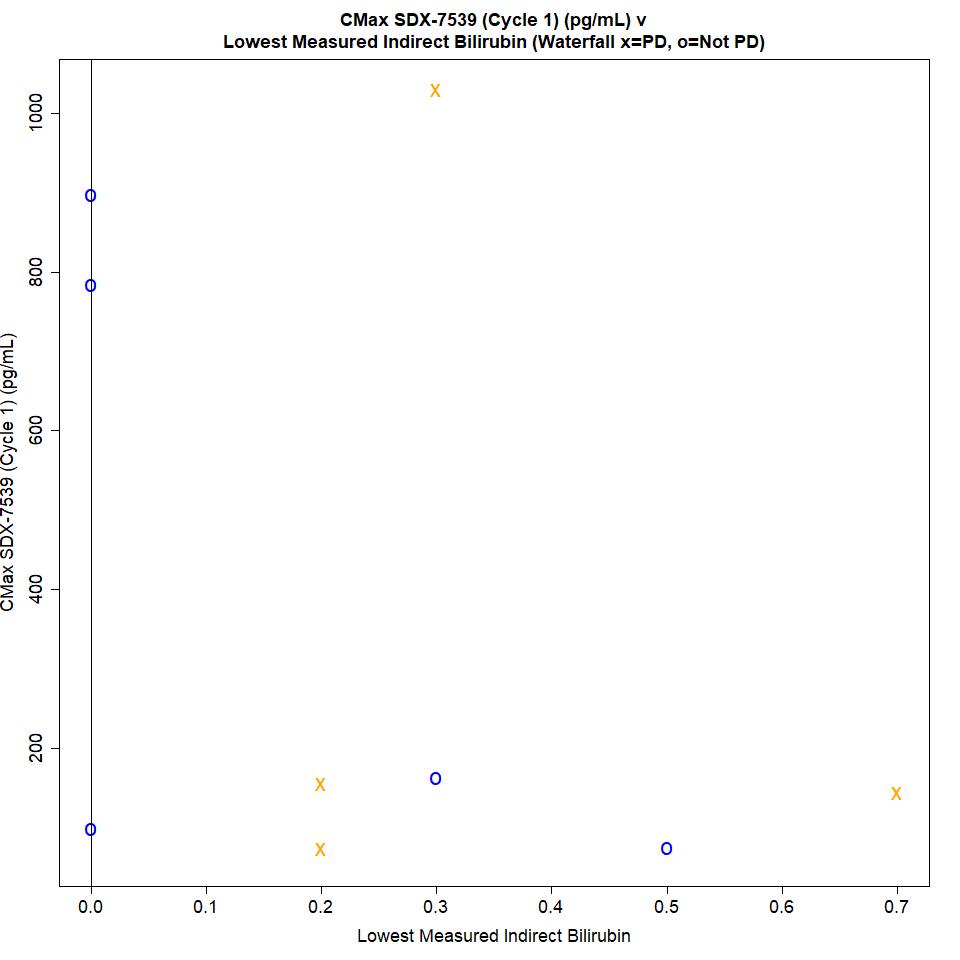 CMax SDX-7539 (Cycle 1) (pg/mL) v
Lowest Measured Indirect Bilirubin (Waterfall x=PD, o=Not PD)
CMax SDX-7539 (Cycle 1) (pg/mL)
1000
800
600
400
200
X
O
O
X
O
X
O
X
O
0.0 0.1 0.2 0.3 0.4 0.5 0.6 0.7
Lowest Measured Indirect Bilirubin